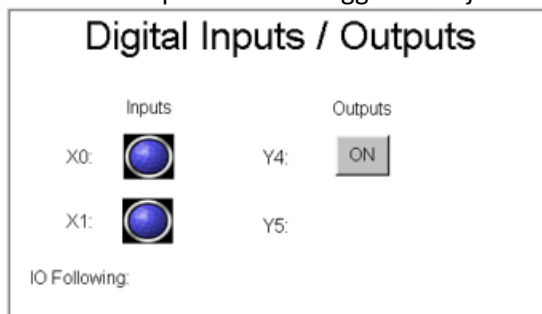 Digital Inputs / Outputs
Inputs Outputs
X0: Y4: ON
X1: Y5:
IO Following: